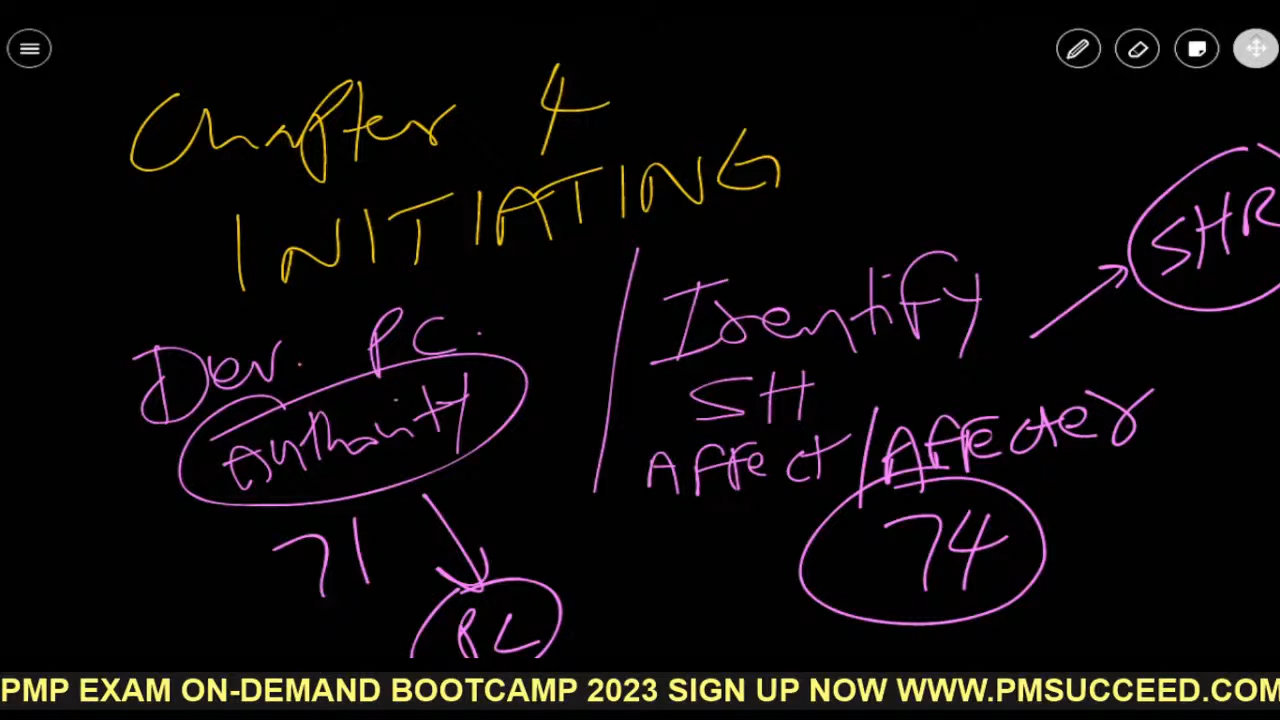 Chapter 4
INITIATING
Dev. PC.
Authority
71
PC
Identify
SH
AFFect/AFFected
74
SHR
PMP EXAM ON-DEMAND BOOTCAMP 2023 SIGN UP NOW WWW.PMSUCCEED.COM